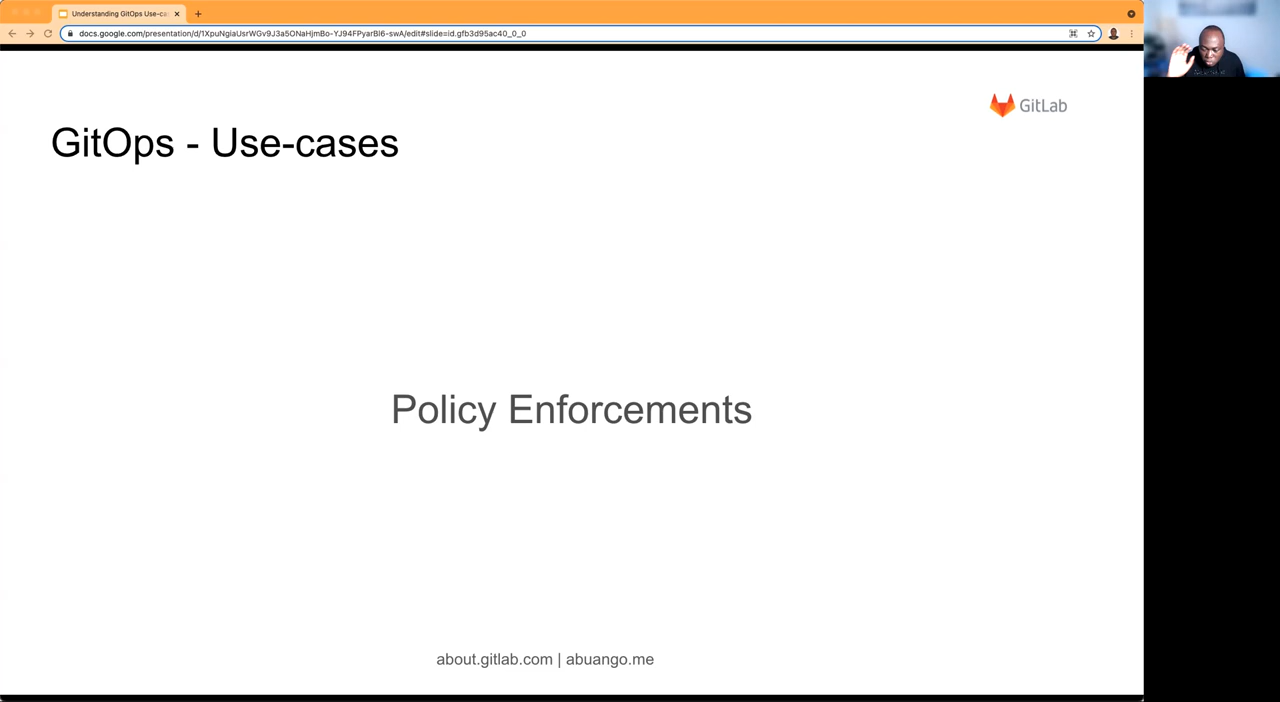 Understanding GitOps Use-ca
docs.google.com/presentation/d/1XpuNgiaUsrWGv9J3a5ONaHjmBo-YJ94FPyarBl6-swA/edit#slide=id.gfb3d95ac40_0_0
GitLab
GitOps - Use-cases
Policy Enforcements
about.gitlab.com | abuango.me